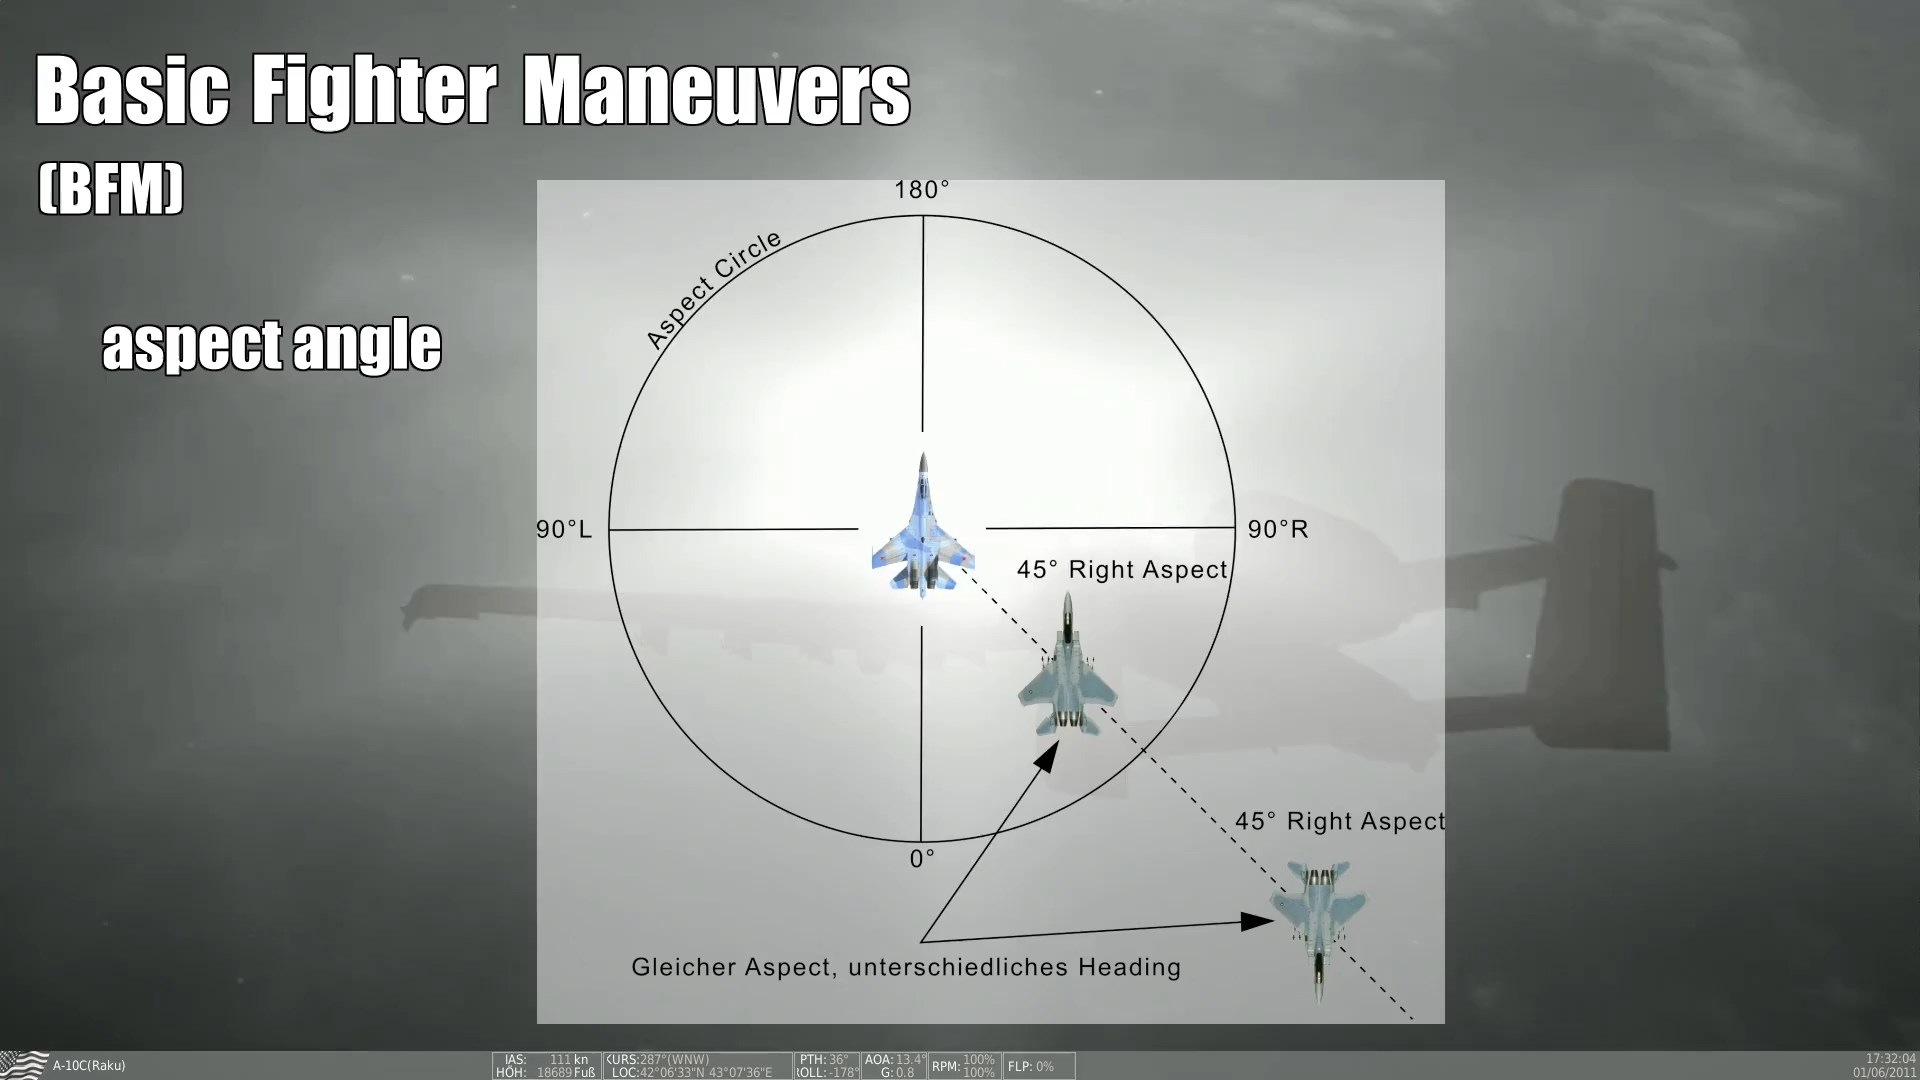 Basic Fighter Maneuvers
(BFM)
180°
Aspect Circle
aspect angle
90°L
90°R
45° Right Aspect
45° Right Aspect
0°
Gleicher Aspect, unterschiedliches Heading
A-10C(Raku)
IAS: 111 kn
HÖH: 18689 Fuß
KURS:287°(WNW)
LOC:42°06'33"N 43°07'36"E
PTH: 36°
ROLL: -178°
AOA: 13.4°
G: 0.8
RPM: 100%
100%
FLP: 0%
17:32:04
01/06/2011